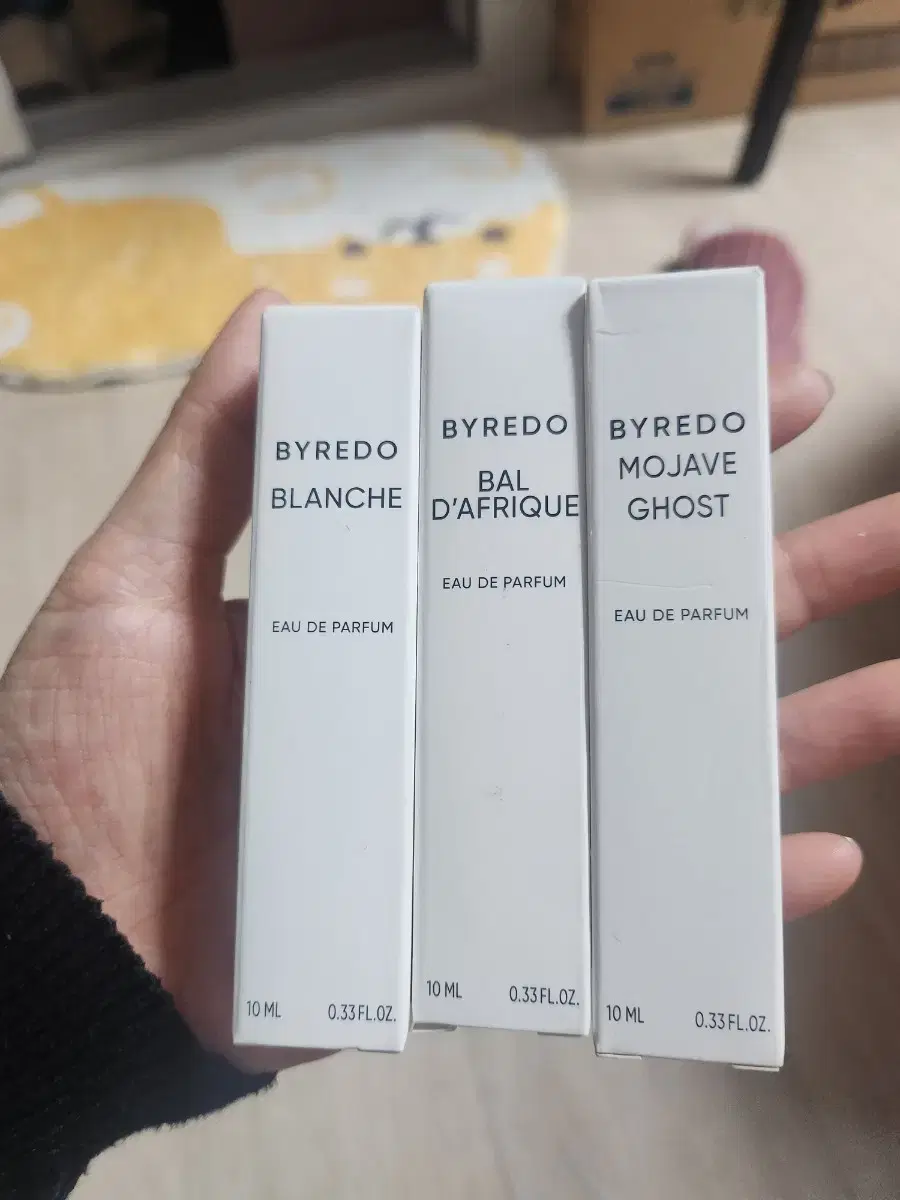 BYREDO
BLANCHE
EAU DE PARFUM
10 ML 0.33 FL.OZ.
BYREDO
BAL
D'AFRIQUE
EAU DE PARFUM
10 ML 0.33 FL.OZ.
BYREDO
MOJAVE
GHOST
EAU DE PARFUM
10 ML 0.33 FL.OZ.